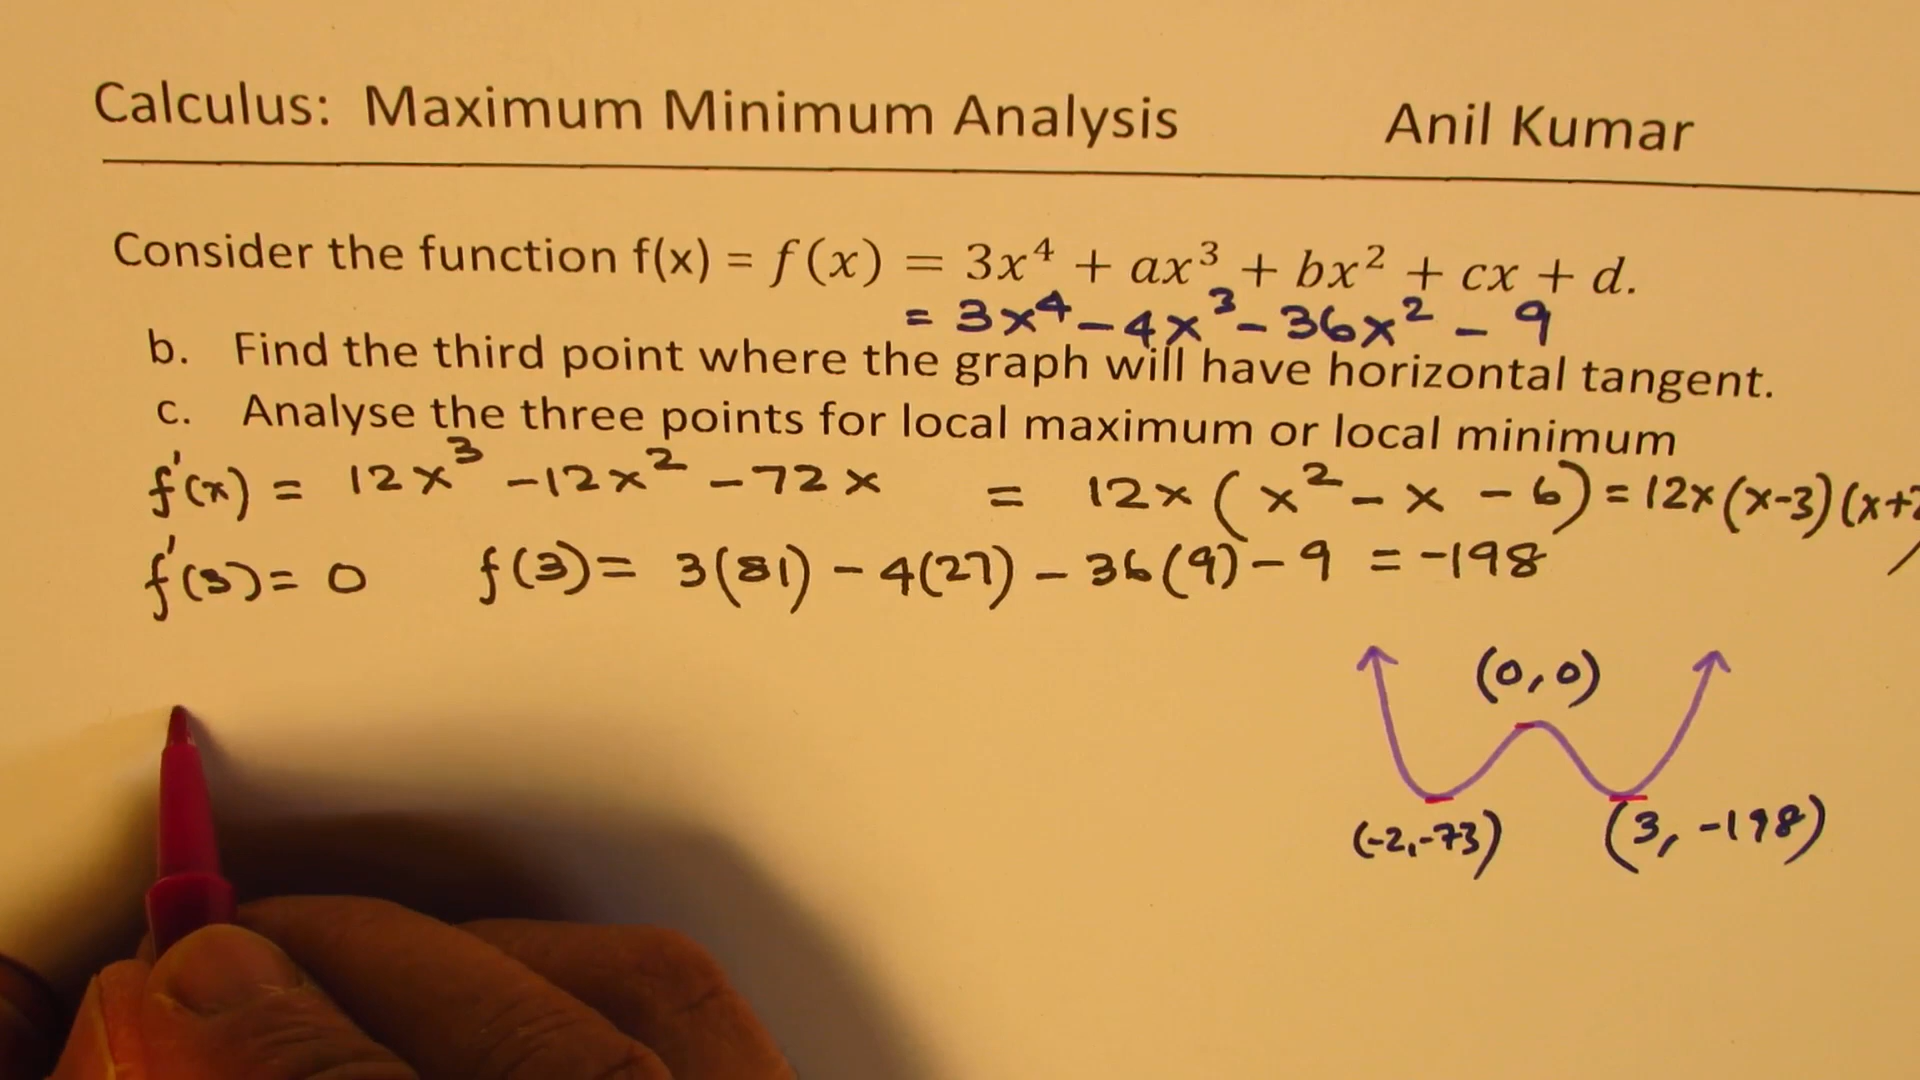 Calculus: Maximum Minimum Analysis Anil Kumar
Consider the function f(x) = f(x) = 3x⁴ + ax³ + bx² + cx + d.
= 3x⁴ - 4x³ - 36x² - 9
b. Find the third point where the graph will have horizontal tangent.
c. Analyse the three points for local maximum or local minimum
f'(x) = 12x³ - 12x² - 72x = 12x(x² - x - 6) = 12x(x-3)(x+2
f'(3) = 0 f(3) = 3(81) - 4(27) - 36(9) - 9 = -198
(0,0)
(-2,-73) (3,-198)